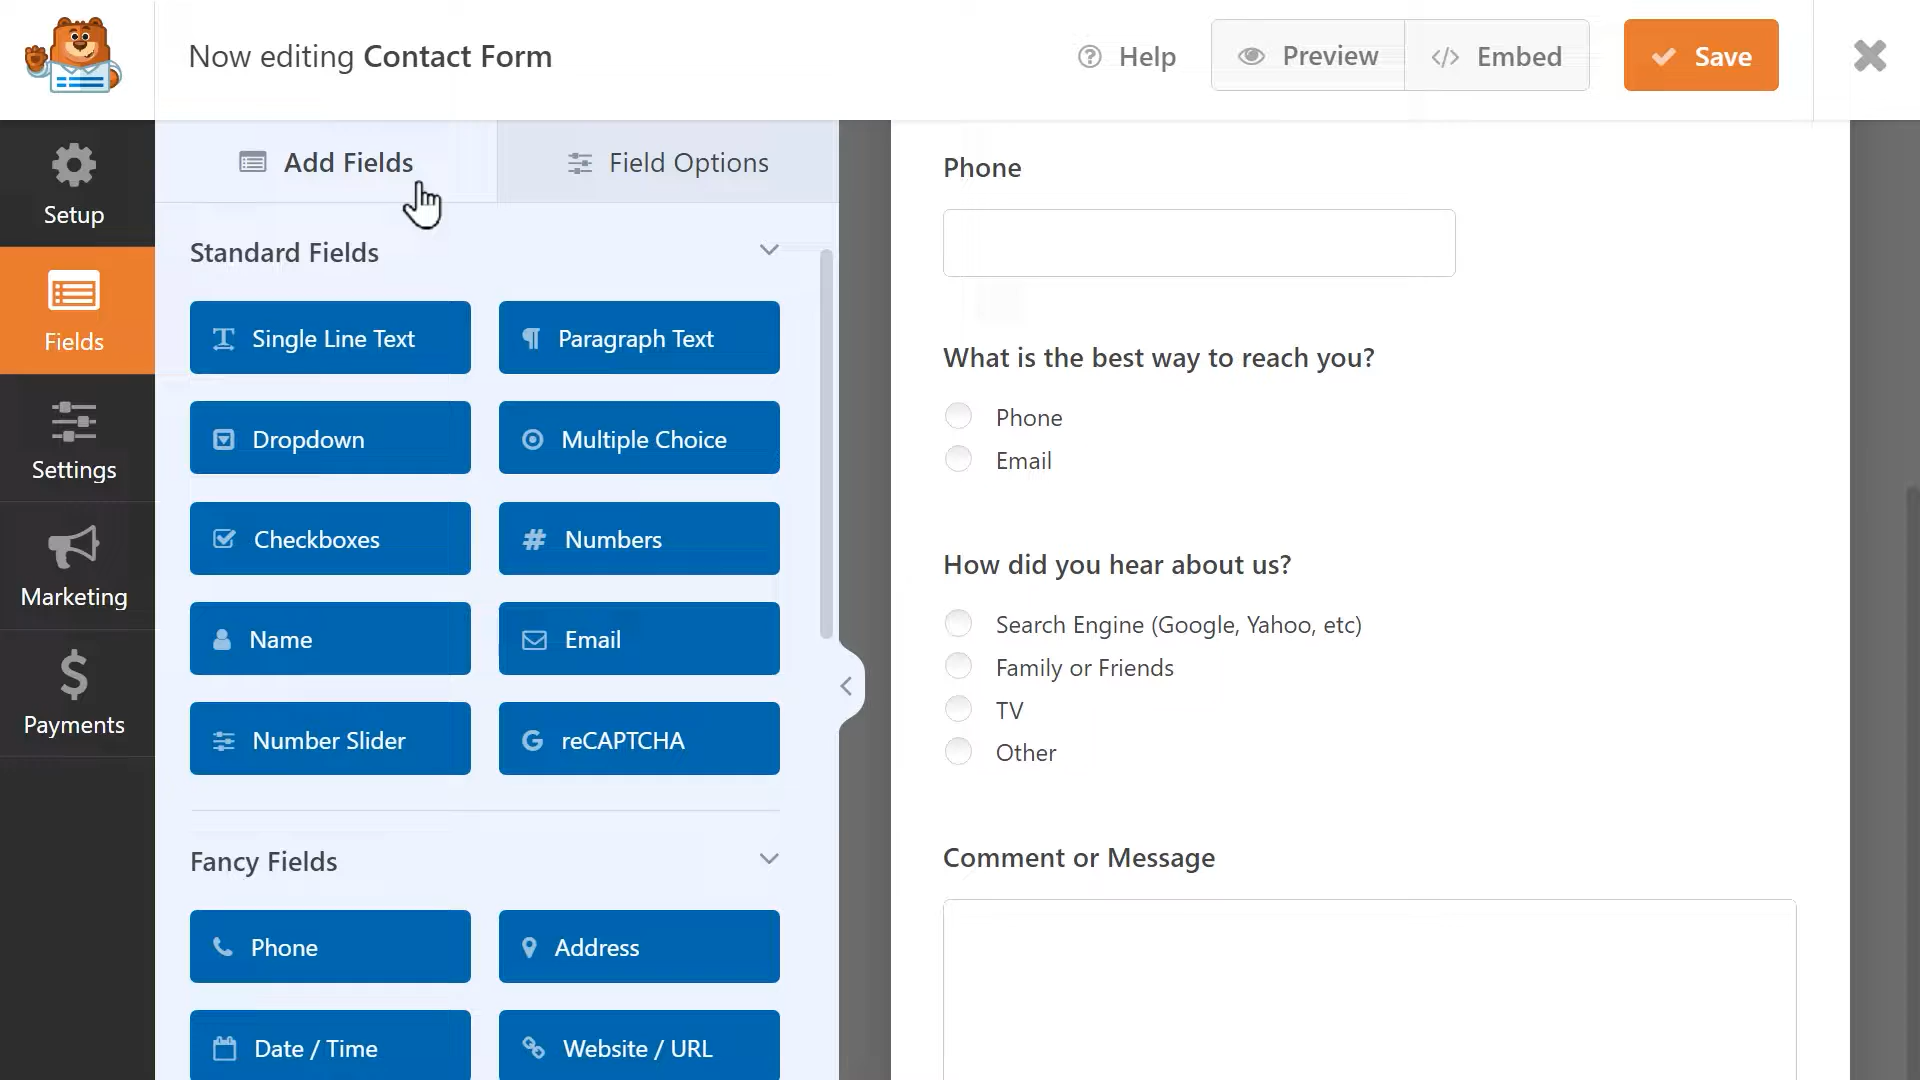 Now editing Contact Form
Help
Preview
Embed
Save
Setup
Fields
Settings
Marketing
Payments
Add Fields
Field Options
Standard Fields
Single Line Text
Paragraph Text
Dropdown
Multiple Choice
Checkboxes
Numbers
Name
Email
Number Slider
reCAPTCHA
Fancy Fields
Phone
Address
Date / Time
Website / URL
Phone
What is the best way to reach you?
Phone
Email
How did you hear about us?
Search Engine (Google, Yahoo, etc)
Family or Friends
TV
Other
Comment or Message